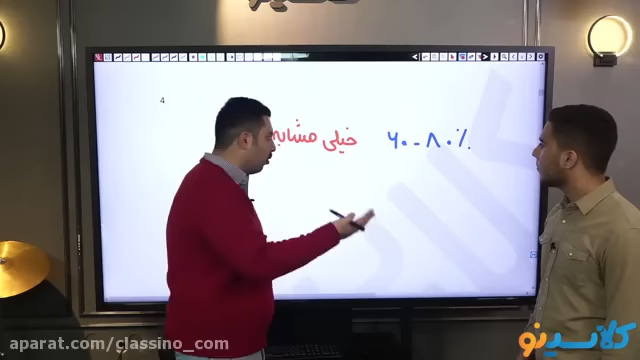 4
خیلی مشابه ۶۰-۸۰٪
aparat.com/classino_com
کلاسینو